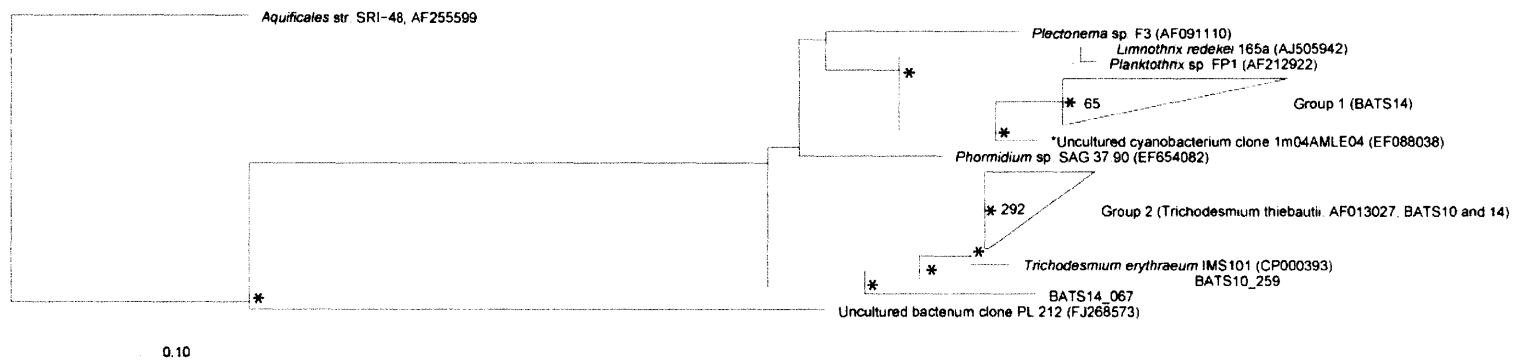 Aquificales str. SRI-48, AF255599
Plectonema sp. F3 (AF091110)
Limnothrix redekei 165a (AJ505942)
Planktothrix sp. FP1 (AF212922)
* 
* 65
Group 1 (BATS14)
*
*Uncultured cyanobacterium clone 1m04AMLE04 (EF088038)
Phormidium sp. SAG 37 90 (EF654082)
* 292
Group 2 (Trichodesmium thiebautii, AF013027, BATS10 and 14)
*
*
Trichodesmium erythraeum IMS101 (CP000393)
BATS10_259
*
BATS14_067
*
Uncultured bacterium clone PL 212 (FJ268573)
0.10